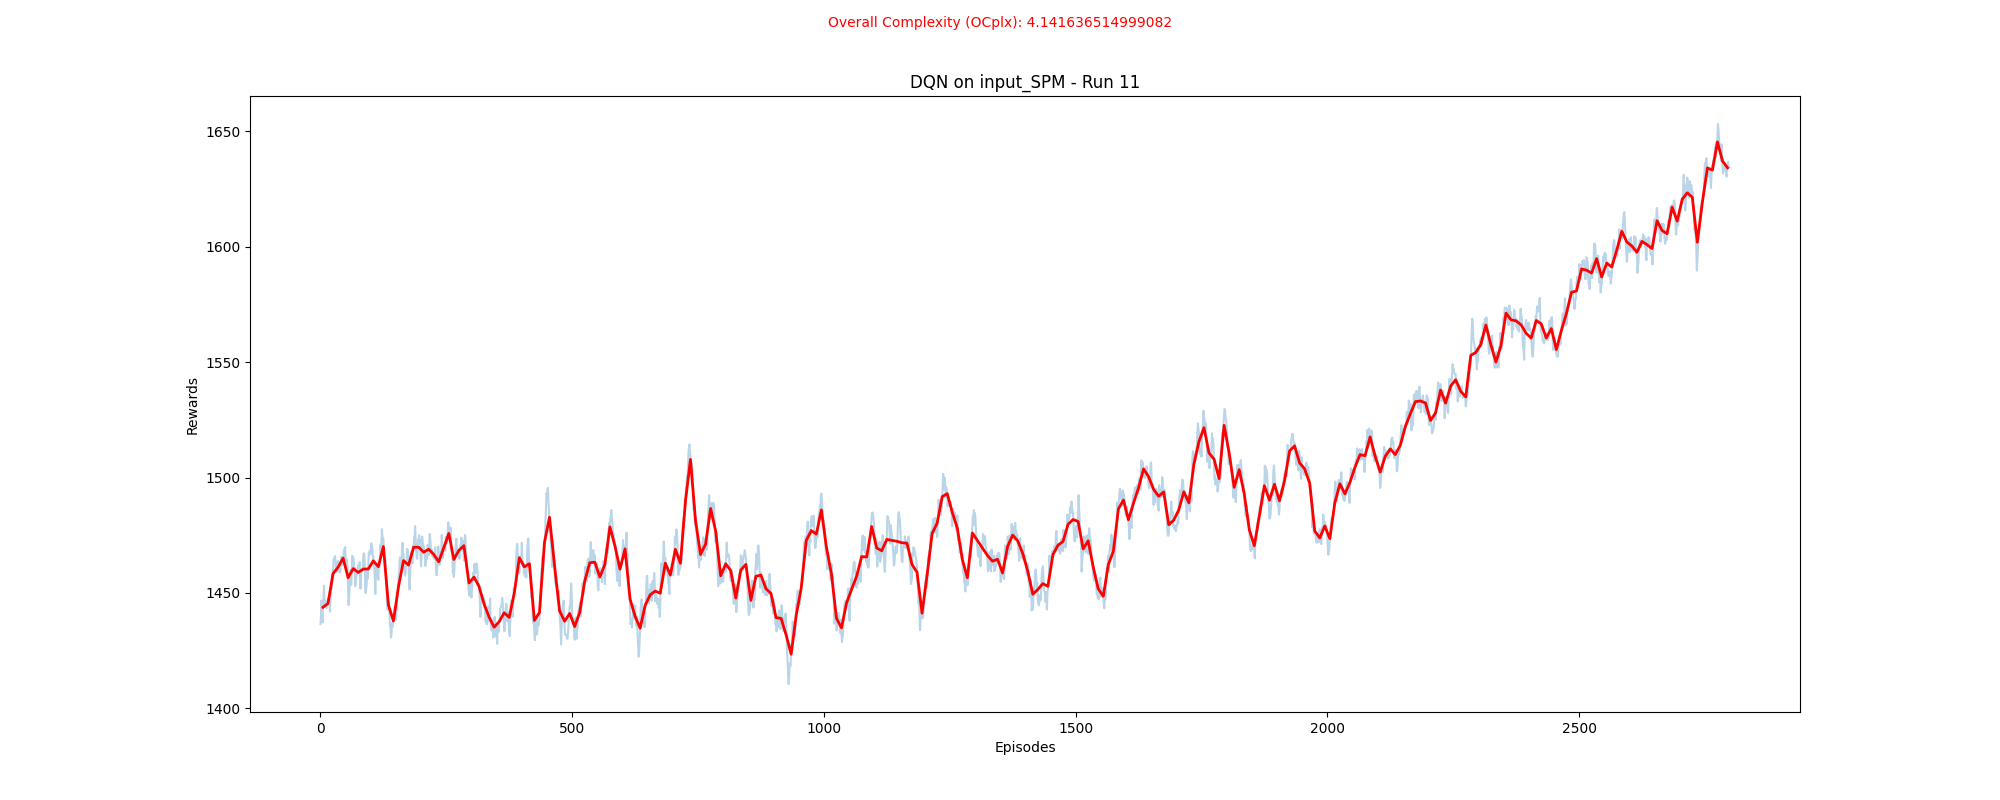 Overall Complexity (OCplx): 4.141636514999082
DQN on input_SPM - Run 11
1650
1600
1550
1500
1450
1400
Rewards
0 500 1000 1500 2000 2500
Episodes